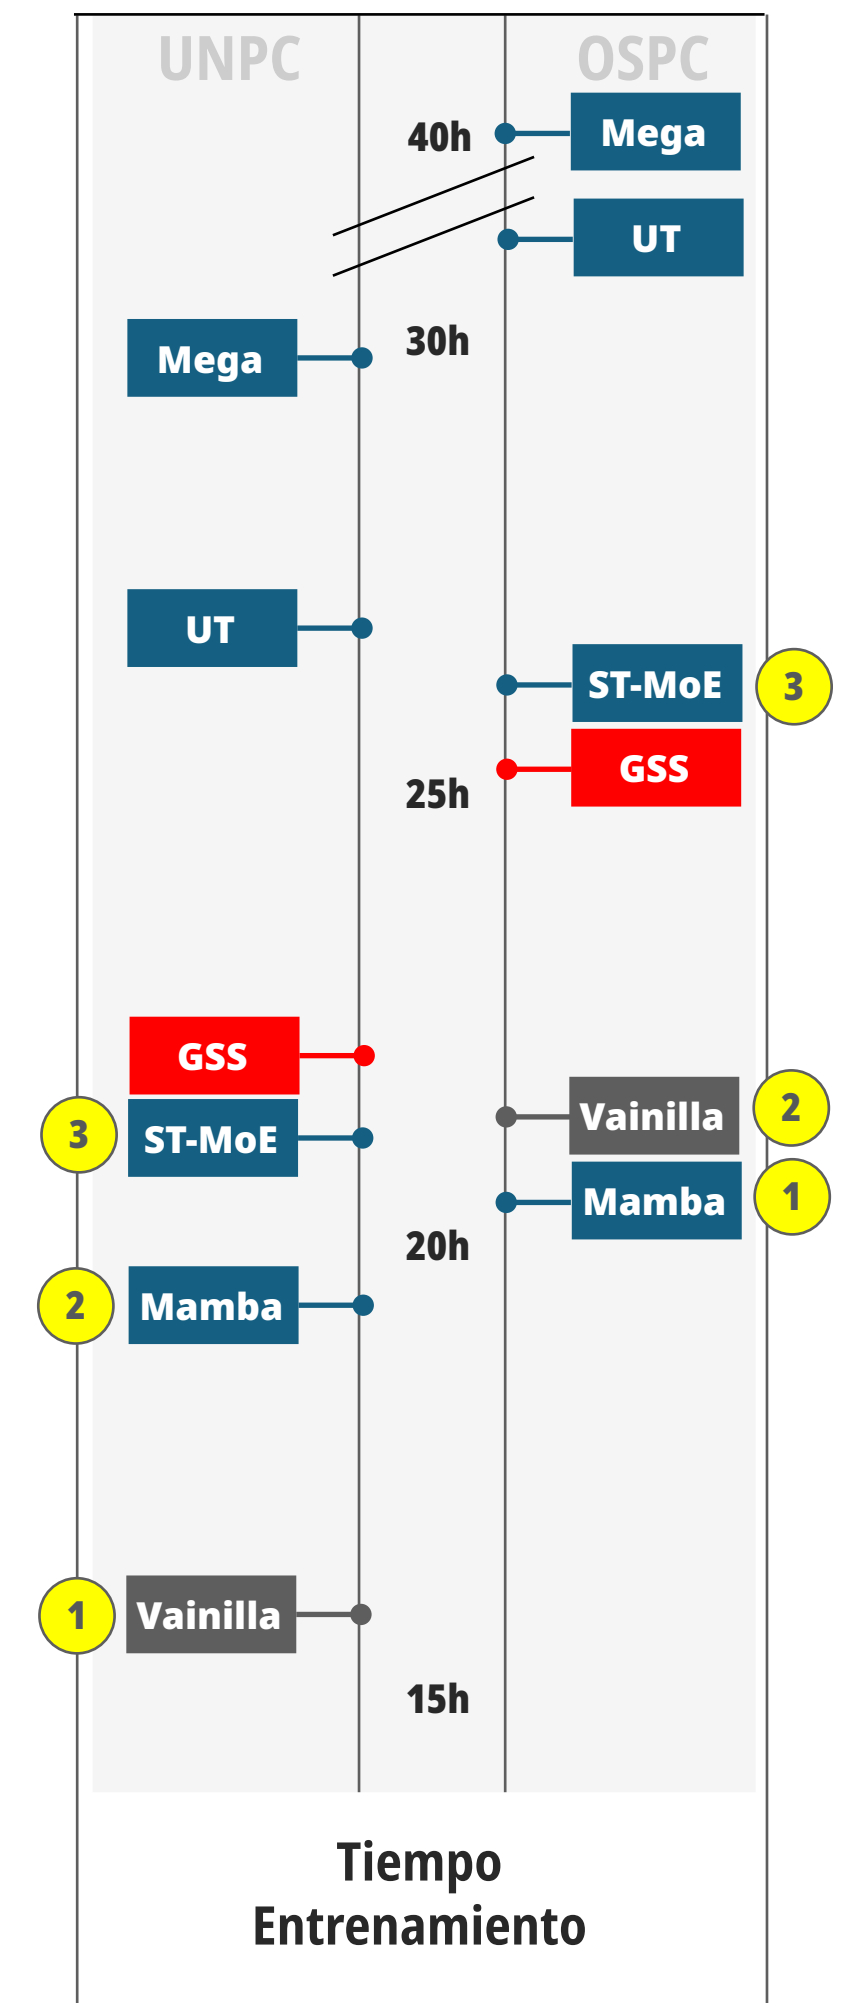 UNPC
OSPC
40h
Mega
UT
30h
Mega
UT
ST-MoE
3
GSS
25h
GSS
3
ST-MoE
Vainilla
2
Mamba
1
20h
2
Mamba
1
Vainilla
15h
Tiempo
Entrenamiento